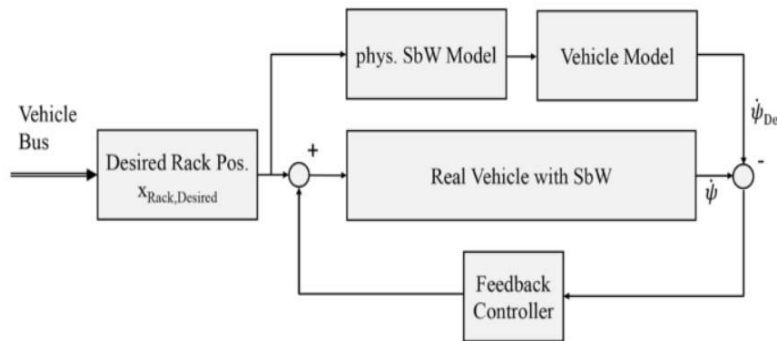 phys. SbW Model
Vehicle Model
Vehicle
Bus
ψ̇De
Desired Rack Pos.
xRack,Desired
+
Real Vehicle with SbW
ψ̇
-
Feedback
Controller